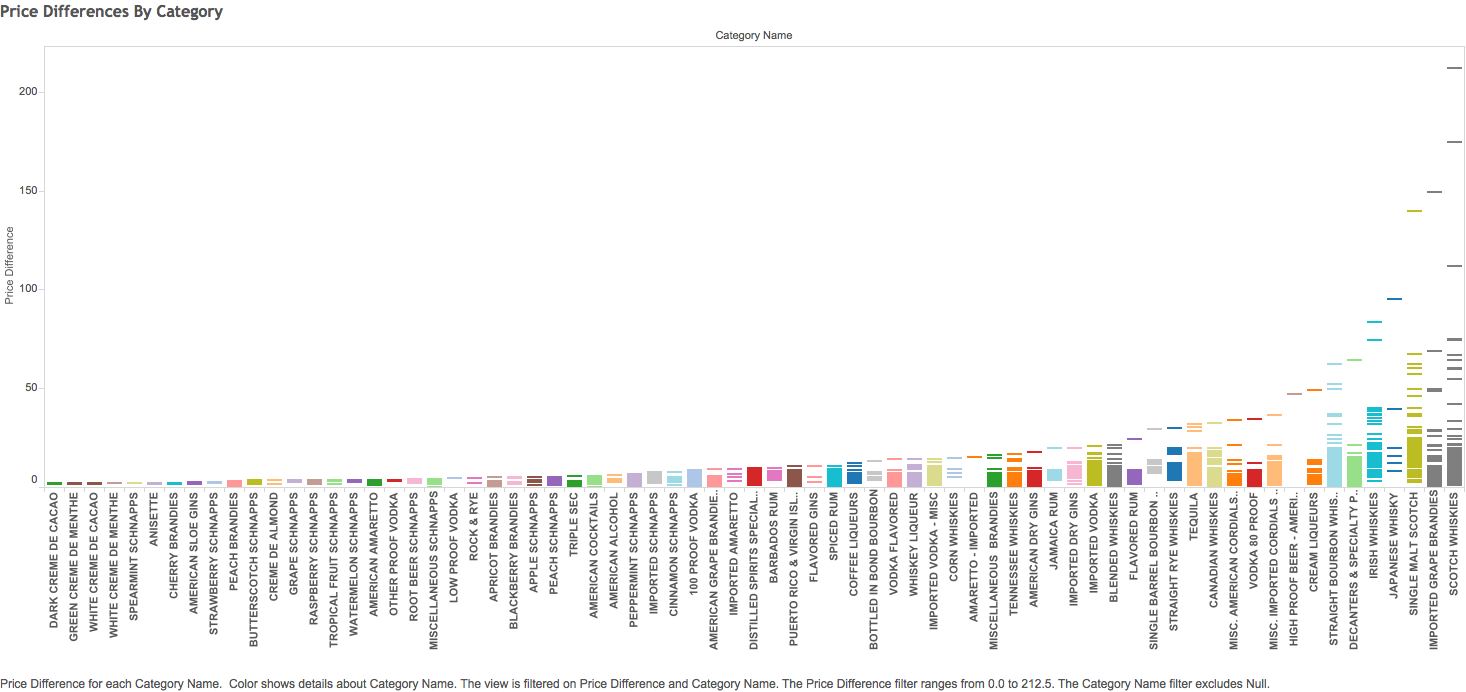 Price Differences By Category
Category Name
Price Difference
200
150
100
50
0
DARK CREME DE CACAO
GREEN CREME DE MENTHE
WHITE CREME DE CACAO
WHITE CREME DE MENTHE
SPEARMINT SCHNAPPS
ANISETTE
CHERRY BRANDIES
AMERICAN SLOE GINS
STRAWBERRY SCHNAPPS
PEACH BRANDIES
BUTTERSCOTCH SCHNAPPS
CREME DE ALMOND
GRAPE SCHNAPPS
RASPBERRY SCHNAPPS
TROPICAL FRUIT SCHNAPPS
WATERMELON SCHNAPPS
AMERICAN AMARETTO
OTHER PROOF VODKA
ROOT BEER SCHNAPPS
MISCELLANEOUS SCHNAPPS
LOW PROOF VODKA
ROCK & RYE
APRICOT BRANDIES
BLACKBERRY BRANDIES
APPLE SCHNAPPS
PEACH SCHNAPPS
TRIPLE SEC
AMERICAN COCKTAILS
AMERICAN ALCOHOL
PEPPERMINT SCHNAPPS
IMPORTED SCHNAPPS
CINNAMON SCHNAPPS
100 PROOF VODKA
AMERICAN GRAPE BRANDIE..
IMPORTED AMARETTO
DISTILLED SPIRITS SPECIAL..
BARBADOS RUM
PUERTO RICO & VIRGIN ISL..
FLAVORED GINS
SPICED RUM
COFFEE LIQUEURS
BOTTLED IN BOND BOURBON
VODKA FLAVORED
WHISKEY LIQUEUR
IMPORTED VODKA - MISC
CORN WHISKIES
AMARETTO - IMPORTED
MISCELLANEOUS  BRANDIES
TENNESSEE WHISKIES
AMERICAN DRY GINS
JAMAICA RUM
IMPORTED DRY GINS
IMPORTED VODKA
BLENDED WHISKIES
FLAVORED RUM
SINGLE BARREL BOURBON ..
STRAIGHT RYE WHISKIES
TEQUILA
CANADIAN WHISKIES
MISC. AMERICAN CORDIALS..
VODKA 80 PROOF
MISC. IMPORTED CORDIALS ..
HIGH PROOF BEER - AMERI..
CREAM LIQUEURS
STRAIGHT BOURBON WHIS..
DECANTERS & SPECIALTY P..
IRISH WHISKIES
JAPANESE WHISKY
SINGLE MALT SCOTCH
IMPORTED GRAPE BRANDIES
SCOTCH WHISKIES
Price Difference for each Category Name.  Color shows details about Category Name. The view is filtered on Price Difference and Category Name. The Price Difference filter ranges from 0.0 to 212.5. The Category Name filter excludes Null.